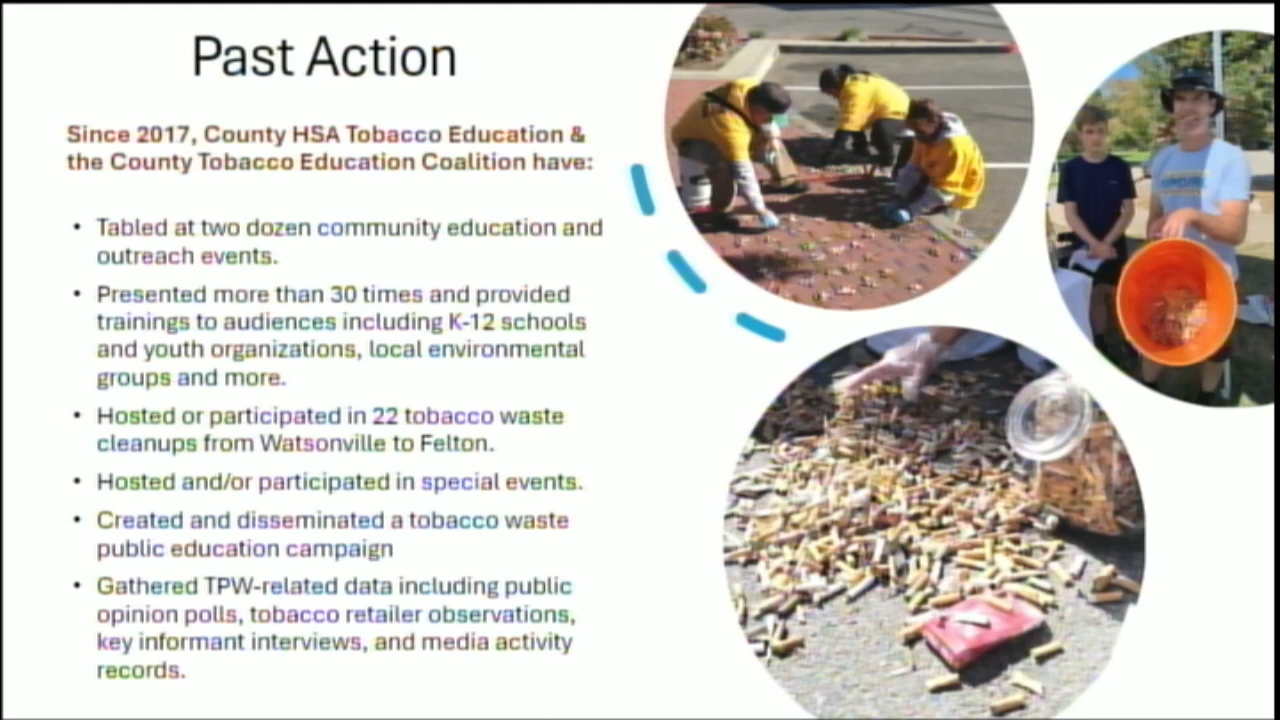 Past Action
Since 2017, County HSA Tobacco Education &
the County Tobacco Education Coalition have:
• Tabled at two dozen community education and
outreach events.
• Presented more than 30 times and provided
trainings to audiences including K-12 schools
and youth organizations, local environmental
groups and more.
• Hosted or participated in 22 tobacco waste
cleanups from Watsonville to Felton.
• Hosted and/or participated in special events.
• Created and disseminated a tobacco waste
public education campaign
• Gathered TPW-related data including public
opinion polls, tobacco retailer observations,
key informant interviews, and media activity
records.